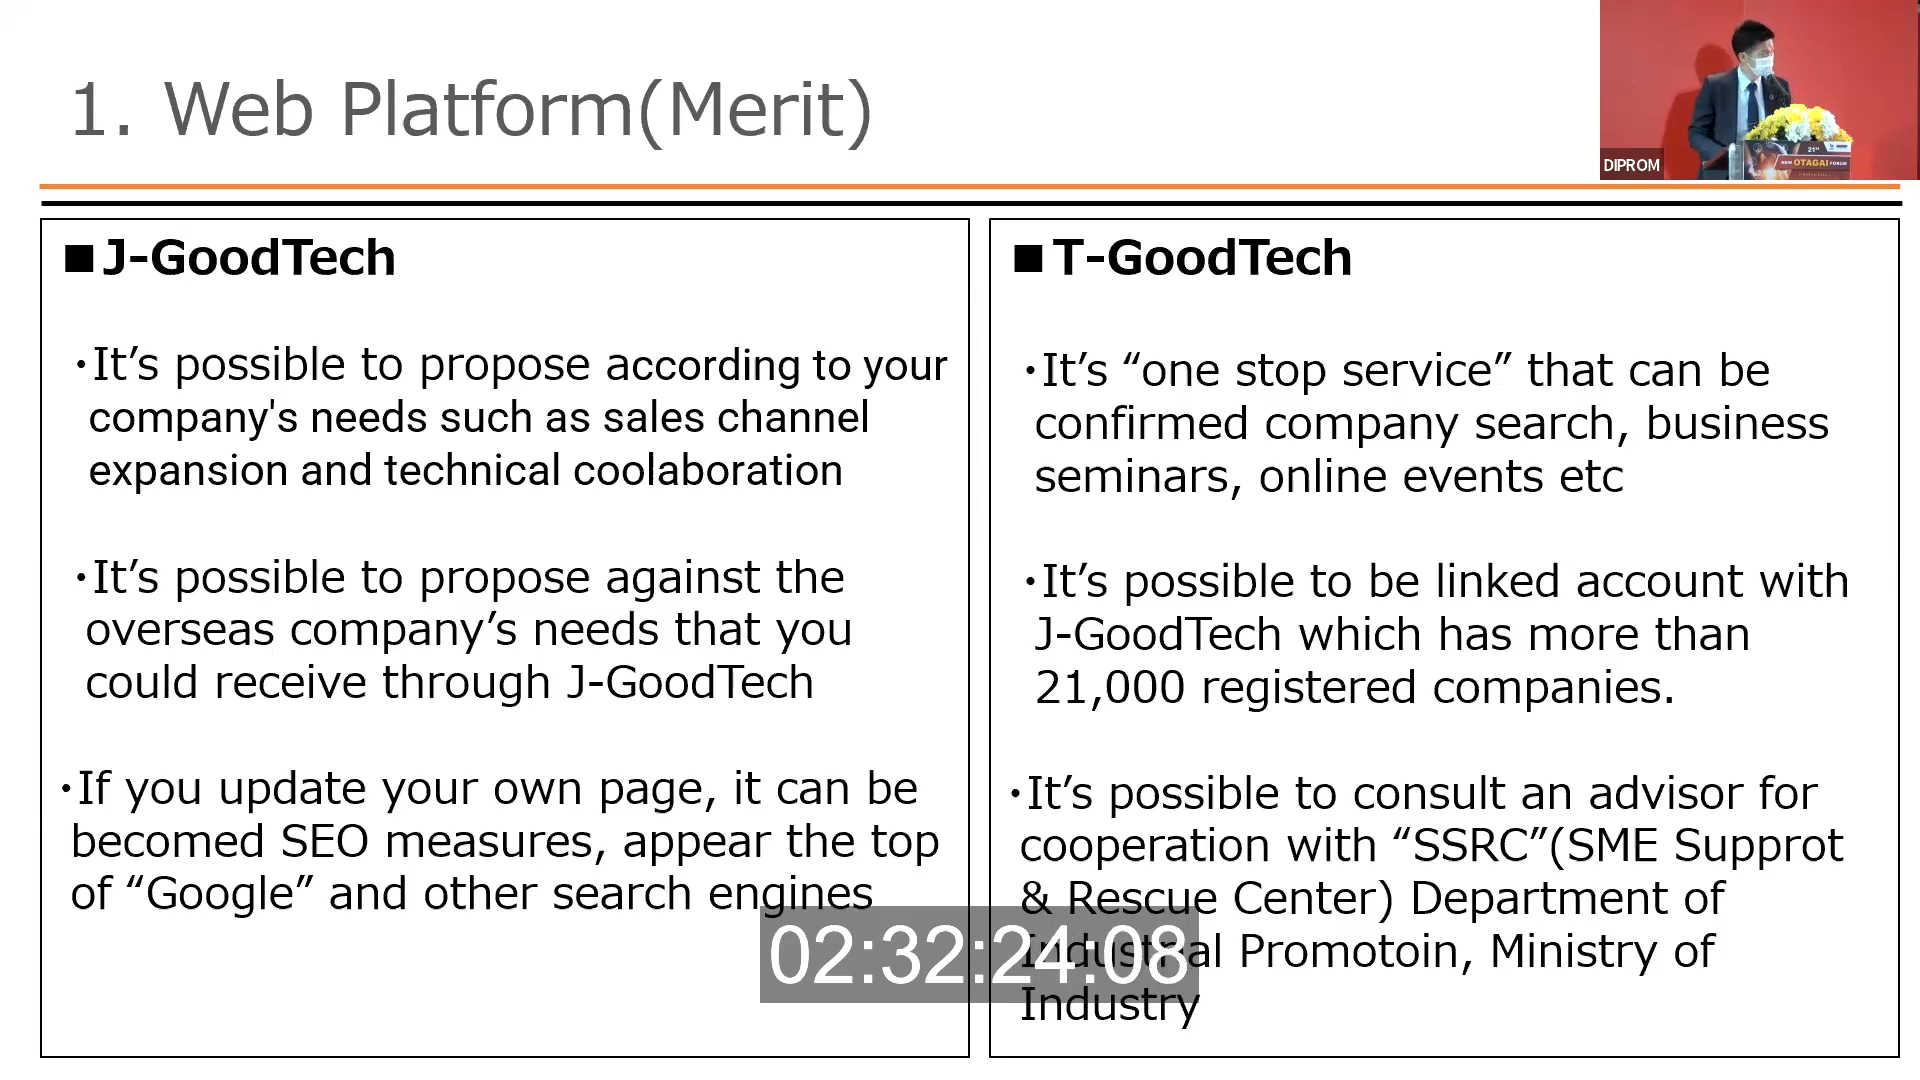 1. Web Platform(Merit)
DIPROM
21st
NEW OTAGAI FORUM
■J-GoodTech
・It’s possible to propose according to your
company's needs such as sales channel
expansion and technical coolaboration
・It’s possible to propose against the
overseas company’s needs that you
could receive through J-GoodTech
・If you update your own page, it can be
becomed SEO measures, appear the top
of “Google” and other search engines
■T-GoodTech
・It’s “one stop service” that can be
confirmed company search, business
seminars, online events etc
・It’s possible to be linked account with
J-GoodTech which has more than
21,000 registered companies.
・It’s possible to consult an advisor for
cooperation with “SSRC”(SME Supprot
& Rescue Center) Department of
Industrial Promotoin, Ministry of
Industry
02:32:24:08